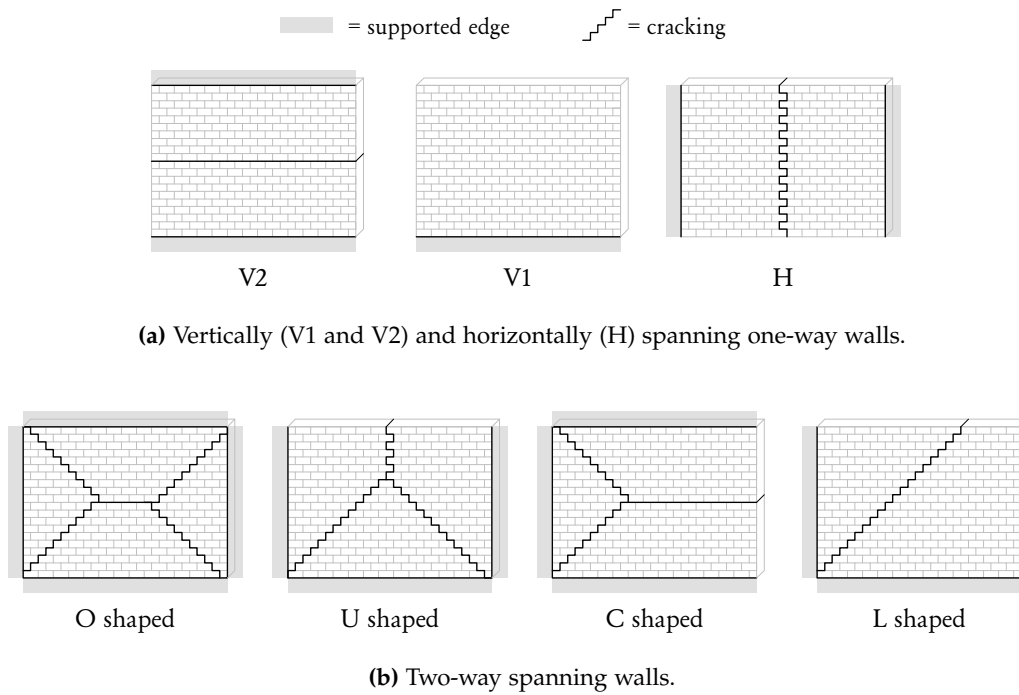 = supported edge = cracking
V2 V1 H
(a) Vertically (V1 and V2) and horizontally (H) spanning one-way walls.
O shaped U shaped C shaped L shaped
(b) Two-way spanning walls.